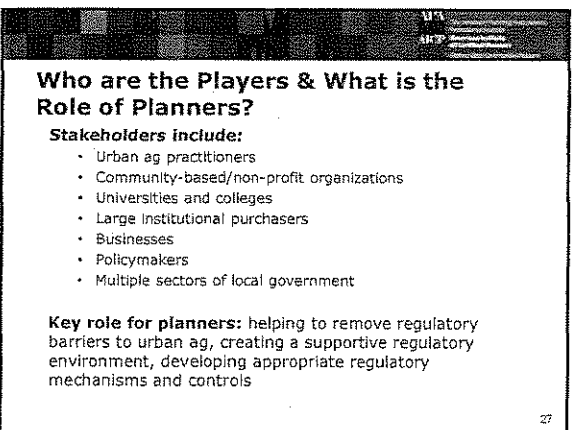 Who are the Players & What is the
Role of Planners?
Stakeholders include:
• Urban ag practitioners
• Community-based/non-profit organizations
• Universities and colleges
• Large institutional purchasers
• Businesses
• Policymakers
• Multiple sectors of local government
Key role for planners: helping to remove regulatory
barriers to urban ag, creating a supportive regulatory
environment, developing appropriate regulatory
mechanisms and controls
27